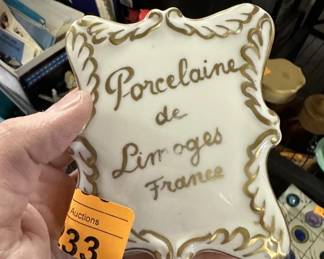 Porcelaine
de
Limoges
France
Auctions
33